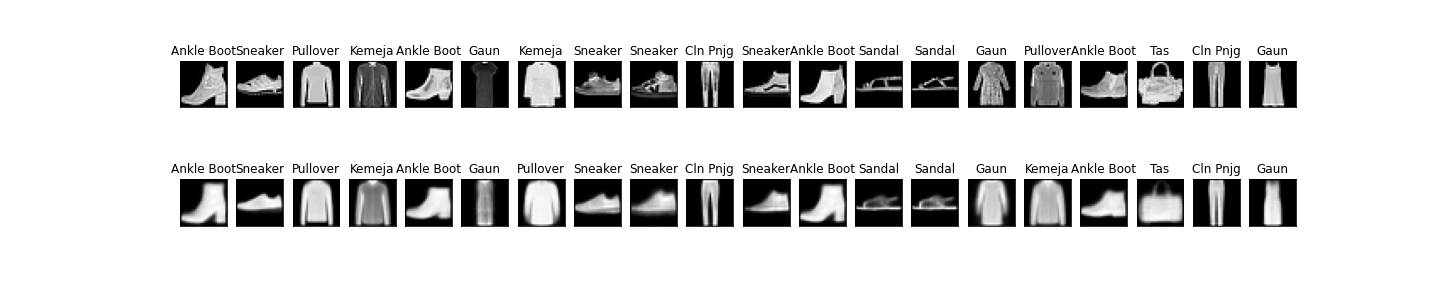 Ankle Boot Sneaker Pullover Kemeja Ankle Boot Gaun Kemeja Sneaker Sneaker Cln Pnjg Sneaker Ankle Boot Sandal Sandal Gaun Pullover Ankle Boot Tas Cln Pnjg Gaun
Ankle Boot Sneaker Pullover Kemeja Ankle Boot Gaun Pullover Sneaker Sneaker Cln Pnjg Sneaker Ankle Boot Sandal Sandal Gaun Kemeja Ankle Boot Tas Cln Pnjg Gaun